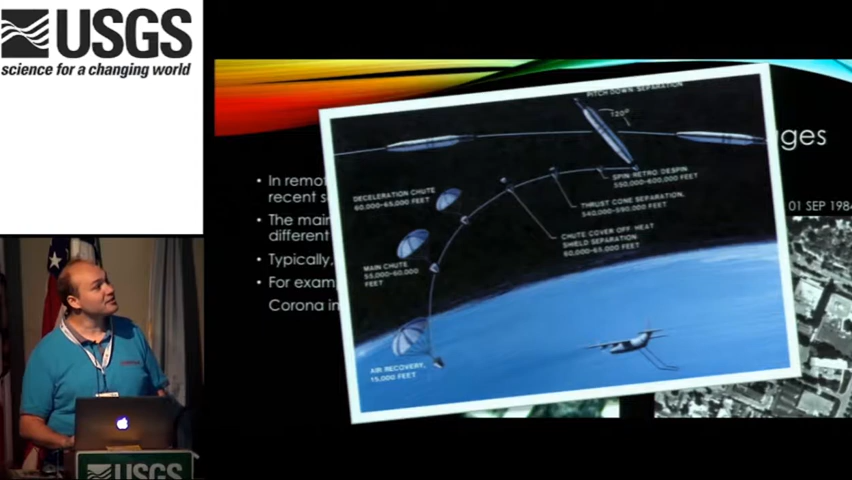 USGS
science for a changing world
ges
PITCH DOWN SEPARATION
120°
• In remot
recent s
SPIN RETRO DESPIN
550,000-600,000 FEET
DECELERATION CHUTE
60,000-65,000 FEET
THRUST CONE SEPARATION,
540,000-590,000 FEET
01 SEP 1984
• The main
different
CHUTE COVER OFF HEAT
SHIELD SEPARATION
60,000-65,000 FEET
• Typically,
MAIN CHUTE
55,000-60,000
FEET
• For exam
Corona in
AIR RECOVERY,
15,000 FEET
USGS